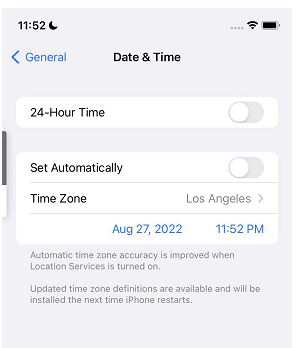 11:52
General
Date & Time
24-Hour Time
Set Automatically
Time Zone Los Angeles
Aug 27, 2022 11:52 PM
Automatic time zone accuracy is improved when
Location Services is turned on.
Updated time zone definitions are available and will be
installed the next time iPhone restarts.